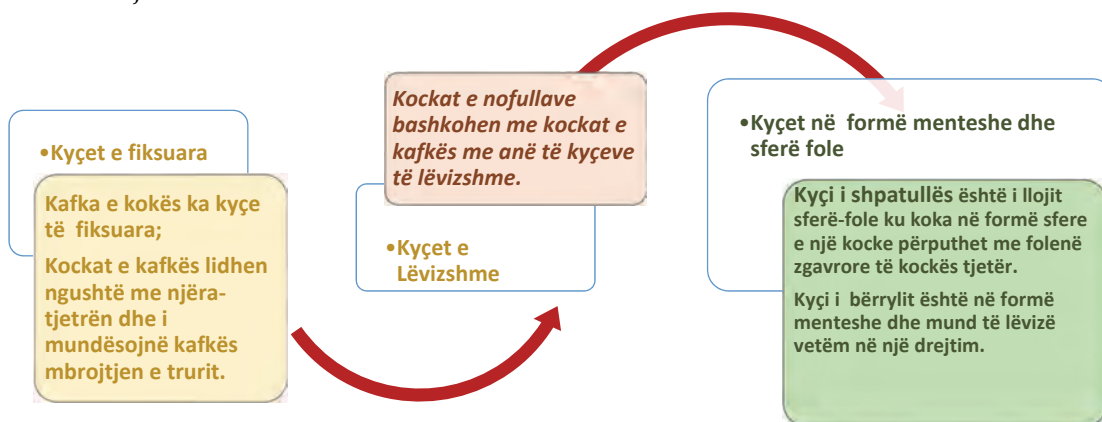 •Kyçet e fiksuara
Kafka e kokës ka kyçe
të fiksuara;
Kockat e kafkës lidhen
ngushtë me njëra-
tjetrën dhe i
mundësojnë kafkës
mbrojtjen e trurit.
Kockat e nofullave
bashkohen me kockat e
kafkës me anë të kyçeve
të lëvizshme.
•Kyçet e
Lëvizshme
•Kyçet në formë menteshe dhe
sferë fole
Kyçi i shpatullës është i llojit
sferë-fole ku koka në formë sfere
e një kocke përputhet me folenë
zgavrore të kockës tjetër.
Kyçi i bërrylit është në formë
menteshe dhe mund të lëvizë
vetëm në një drejtim.